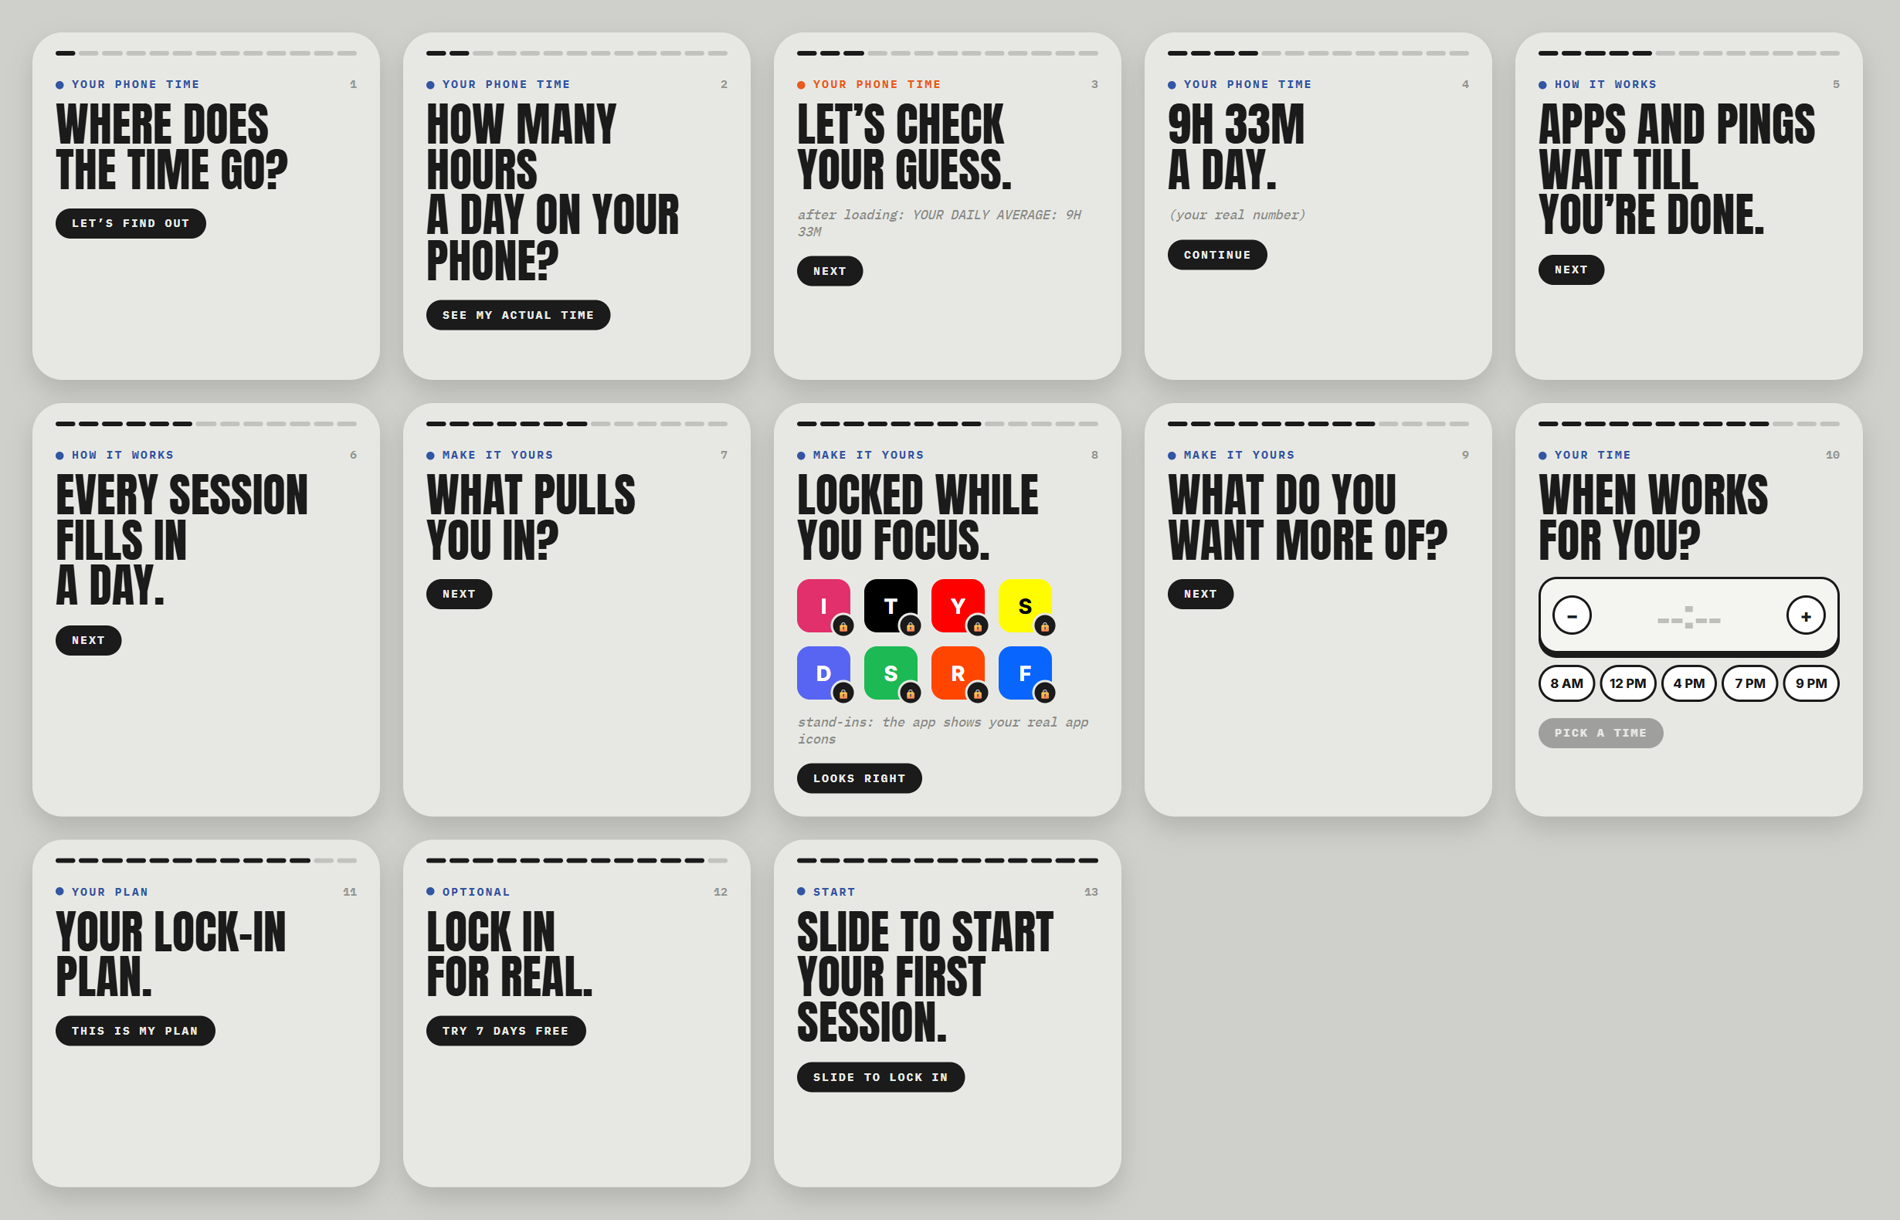 YOUR PHONE TIME 1
WHERE DOES
THE TIME GO?
LET’S FIND OUT
YOUR PHONE TIME 2
HOW MANY
HOURS
A DAY ON YOUR
PHONE?
SEE MY ACTUAL TIME
YOUR PHONE TIME 3
LET’S CHECK
YOUR GUESS.
after loading: YOUR DAILY AVERAGE: 9H
33M
NEXT
YOUR PHONE TIME 4
9H 33M
A DAY.
(your real number)
CONTINUE
HOW IT WORKS 5
APPS AND PINGS
WAIT TILL
YOU’RE DONE.
NEXT
HOW IT WORKS 6
EVERY SESSION
FILLS IN
A DAY.
NEXT
MAKE IT YOURS 7
WHAT PULLS
YOU IN?
NEXT
MAKE IT YOURS 8
LOCKED WHILE
YOU FOCUS.
I T Y S
D S R F
stand-ins: the app shows your real app
icons
LOOKS RIGHT
MAKE IT YOURS 9
WHAT DO YOU
WANT MORE OF?
NEXT
YOUR TIME 10
WHEN WORKS
FOR YOU?
− --:-- +
8 AM 12 PM 4 PM 7 PM 9 PM
PICK A TIME
YOUR PLAN 11
YOUR LOCK-IN
PLAN.
THIS IS MY PLAN
OPTIONAL 12
LOCK IN
FOR REAL.
TRY 7 DAYS FREE
START 13
SLIDE TO START
YOUR FIRST
SESSION.
SLIDE TO LOCK IN